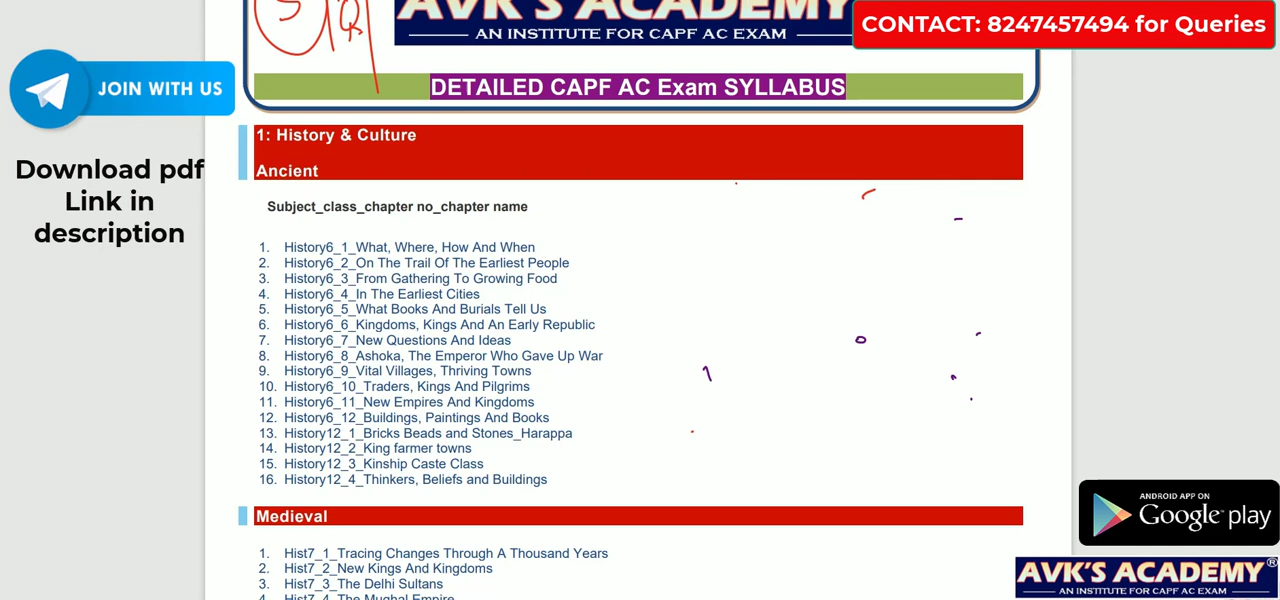 AVK'S ACADEMY
AN INSTITUTE FOR CAPF AC EXAM
CONTACT: 8247457494 for Queries
JOIN WITH US
DETAILED CAPF AC Exam SYLLABUS
Download pdf
Link in
description
1: History & Culture
Ancient
Subject_class_chapter no_chapter name
1. History6_1_What, Where, How And When
2. History6_2_On The Trail Of The Earliest People
3. History6_3_From Gathering To Growing Food
4. History6_4_In The Earliest Cities
5. History6_5_What Books And Burials Tell Us
6. History6_6_Kingdoms, Kings And An Early Republic
7. History6_7_New Questions And Ideas
8. History6_8_Ashoka, The Emperor Who Gave Up War
9. History6_9_Vital Villages, Thriving Towns
10. History6_10_Traders, Kings And Pilgrims
11. History6_11_New Empires And Kingdoms
12. History6_12_Buildings, Paintings And Books
13. History12_1_Bricks Beads and Stones_Harappa
14. History12_2_King farmer towns
15. History12_3_Kinship Caste Class
16. History12_4_Thinkers, Beliefs and Buildings
Medieval
1. Hist7_1_Tracing Changes Through A Thousand Years
2. Hist7_2_New Kings And Kingdoms
3. Hist7_3_The Delhi Sultans
4. Hist7_4_The Mughal Empire
ANDROID APP ON
Google play
AVK'S ACADEMY®
AN INSTITUTE FOR CAPF AC EXAM